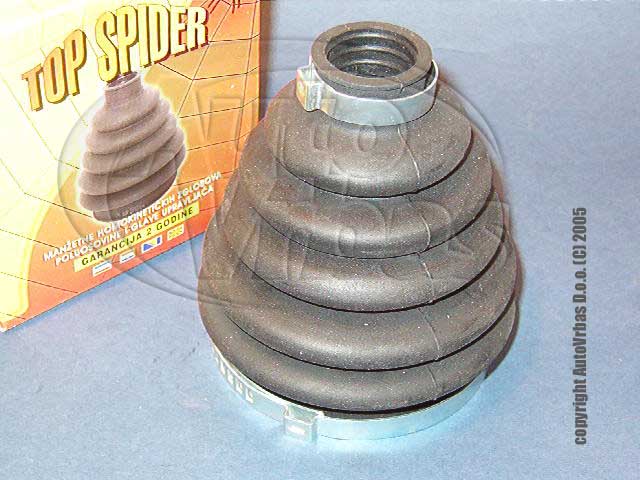 TOP SPIDER
MANŽETNE HOMOKINETIČKIH ZGLOBOVA
POLUOSOVINE I GLAVE UPRAVLJAČA
GARANCIJA 2 GODINE
copyright AutoVrbas D.o.o. (C) 2005